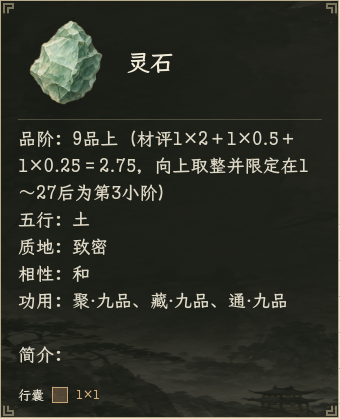 灵石
品阶：9品上（材评1×2＋1×0.5＋
1×0.25＝2.75，向上取整并限定在1
～27后为第3小阶）
五行：土
质地：致密
相性：和
功用：聚·九品、藏·九品、通·九品
简介：
行囊 1×1